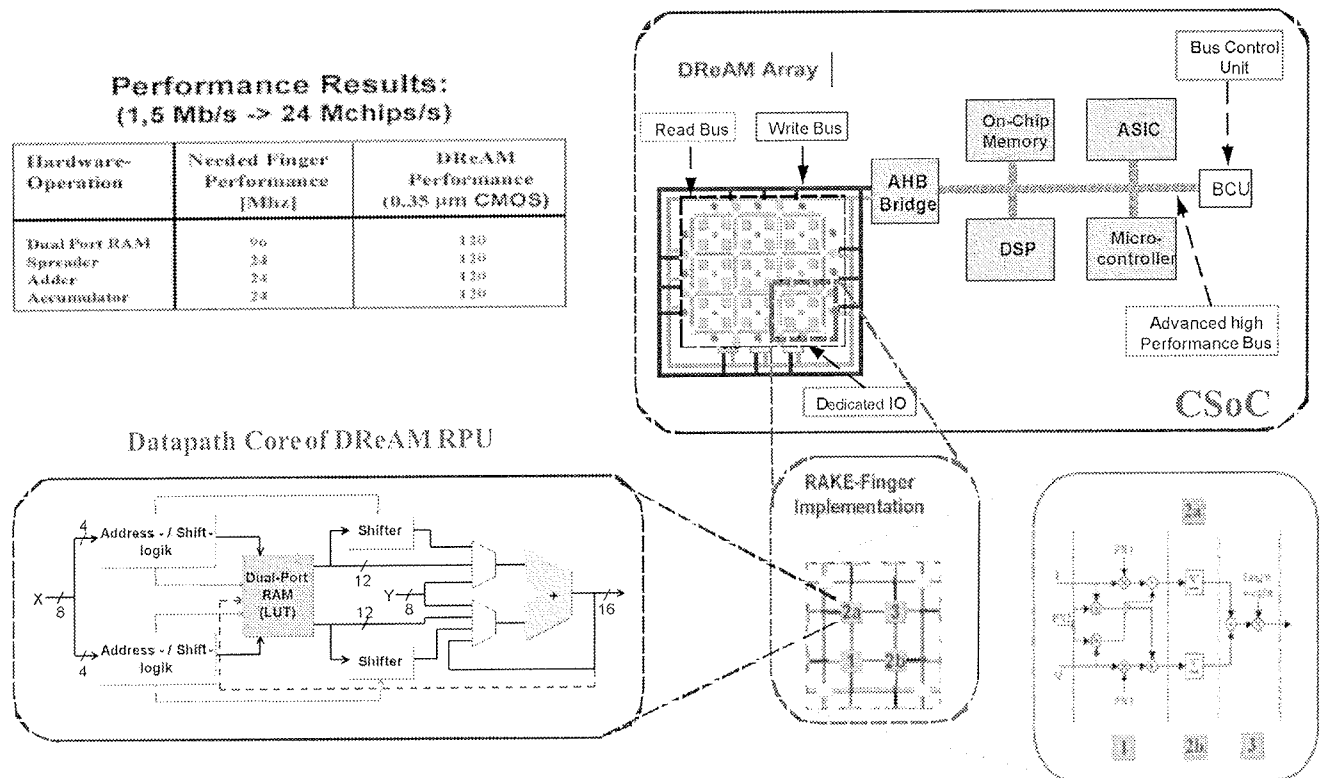 Performance Results:
(1,5 Mb/s -> 24 Mchips/s)
Hardware-
Operation
Needed Finger
Performance
[Mhz]
DReAM
Performance
(0.35 µm CMOS)
Dual Port RAM 96 120
Spreader 24 120
Adder 24 120
Accumulator 24 120
DReAM Array
Read Bus
Write Bus
AHB
Bridge
On-Chip
Memory
ASIC
DSP
Micro-
controller
Bus Control
Unit
BCU
Advanced high
Performance Bus
Dedicated IO
CSoC
Datapath Core of DReAM RPU
X
8
4
Address - / Shift-
logik
4
Address - / Shift-
logik
Dual-Port
RAM
(LUT)
Shifter
12
12
Y
8
Shifter
+
16
RAKE-Finger
Implementation
2a 3
1 2b
2a
1 2b 3